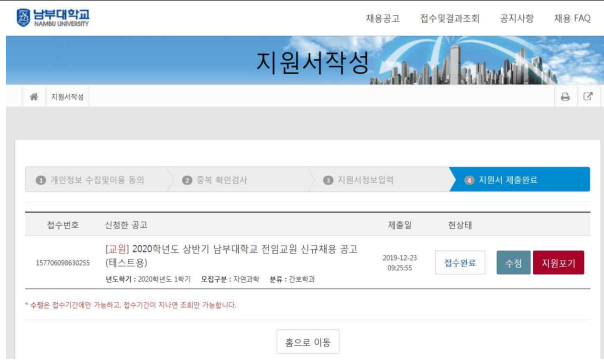 남부대학교
NAMBU UNIVERSITY
채용공고 접수및결과조회 공지사항 채용 FAQ
지원서작성
지원서작성
1 개인정보 수집및이용 동의 2 중복 확인검사 3 지원서정보입력 4 지원서 제출완료
접수번호 신청한 공고 제출일 현상태
157706098630255 [교원] 2020학년도 상반기 남부대학교 전임교원 신규채용 공고 2019-12-23 접수완료 수정 지원포기
(테스트용) 09:25:55
년도학기 : 2020학년도 1학기 모집구분 : 자연과학 분류 : 간호학과
* 수정은 접수기간에만 가능하고, 접수기간이 지나면 조회만 가능합니다.
홈으로 이동